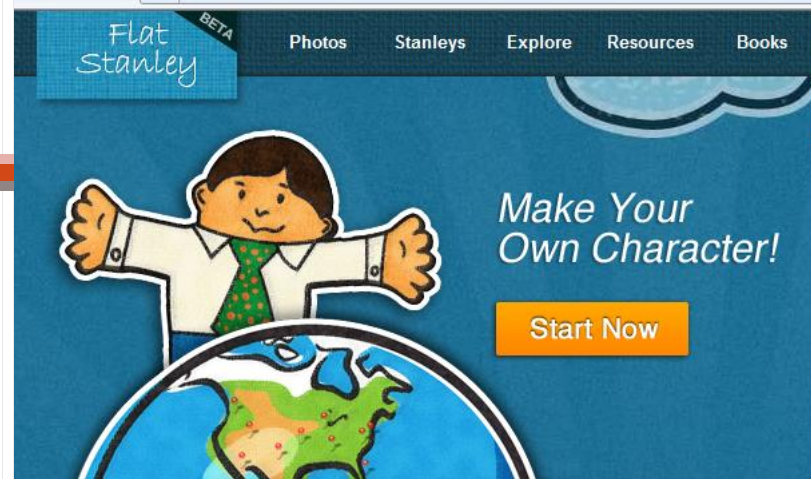 Flat
Stanley
BETA
Photos Stanleys Explore Resources Books
Make Your
Own Character!
Start Now